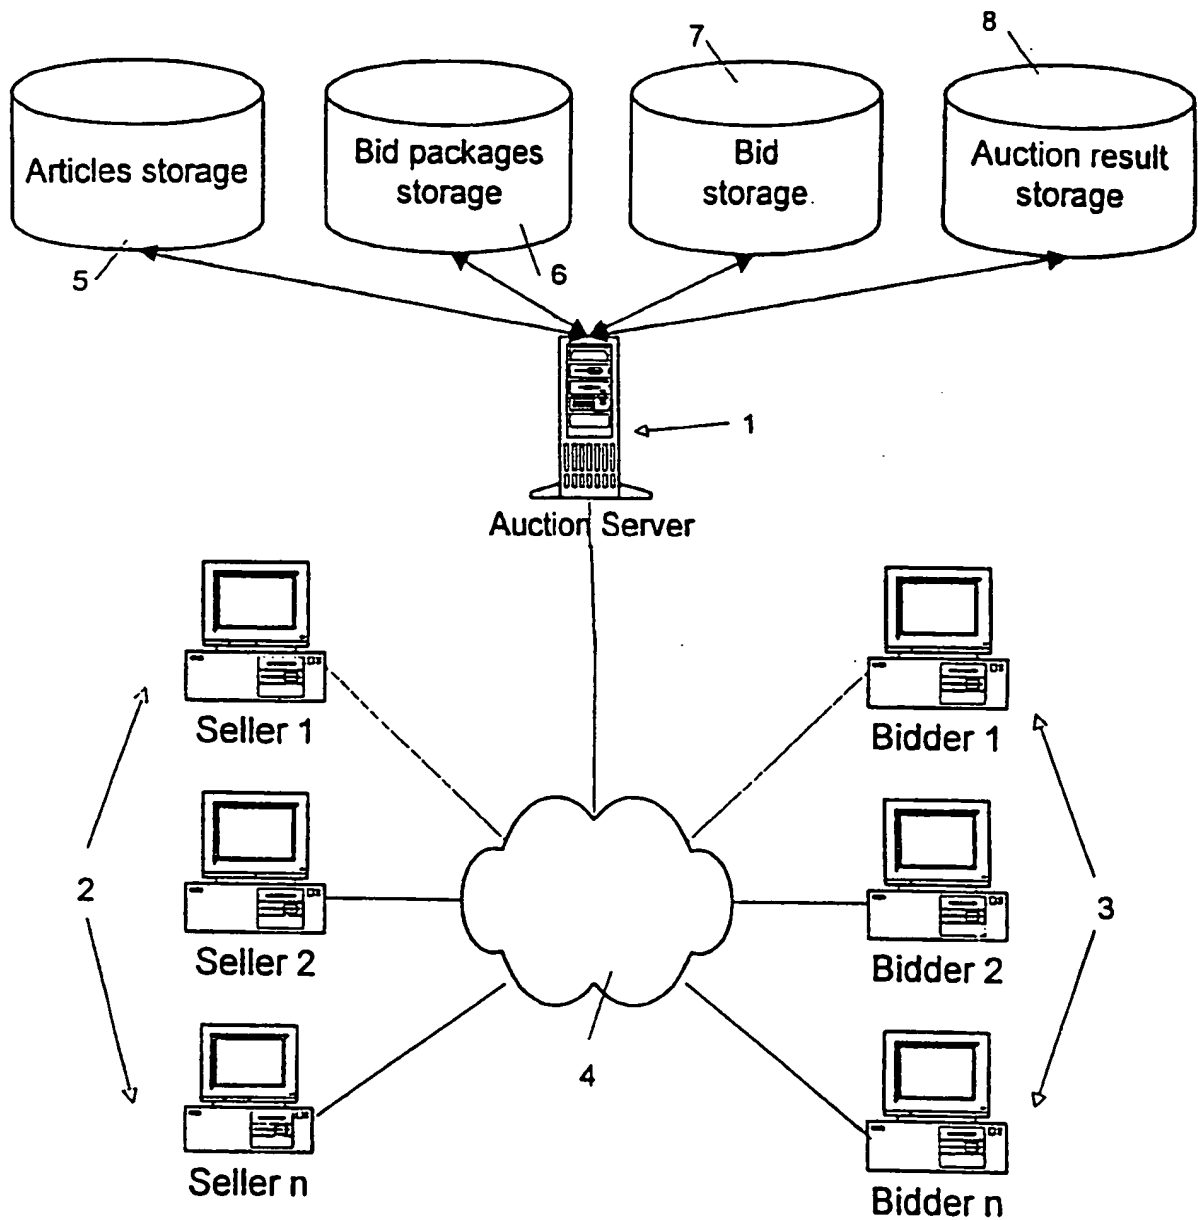 7
8
Articles storage
Bid packages
storage
Bid
storage
Auction result
storage
5
6
1
Auction Server
Seller 1
Bidder 1
2
3
Seller 2
Bidder 2
4
Seller n
Bidder n